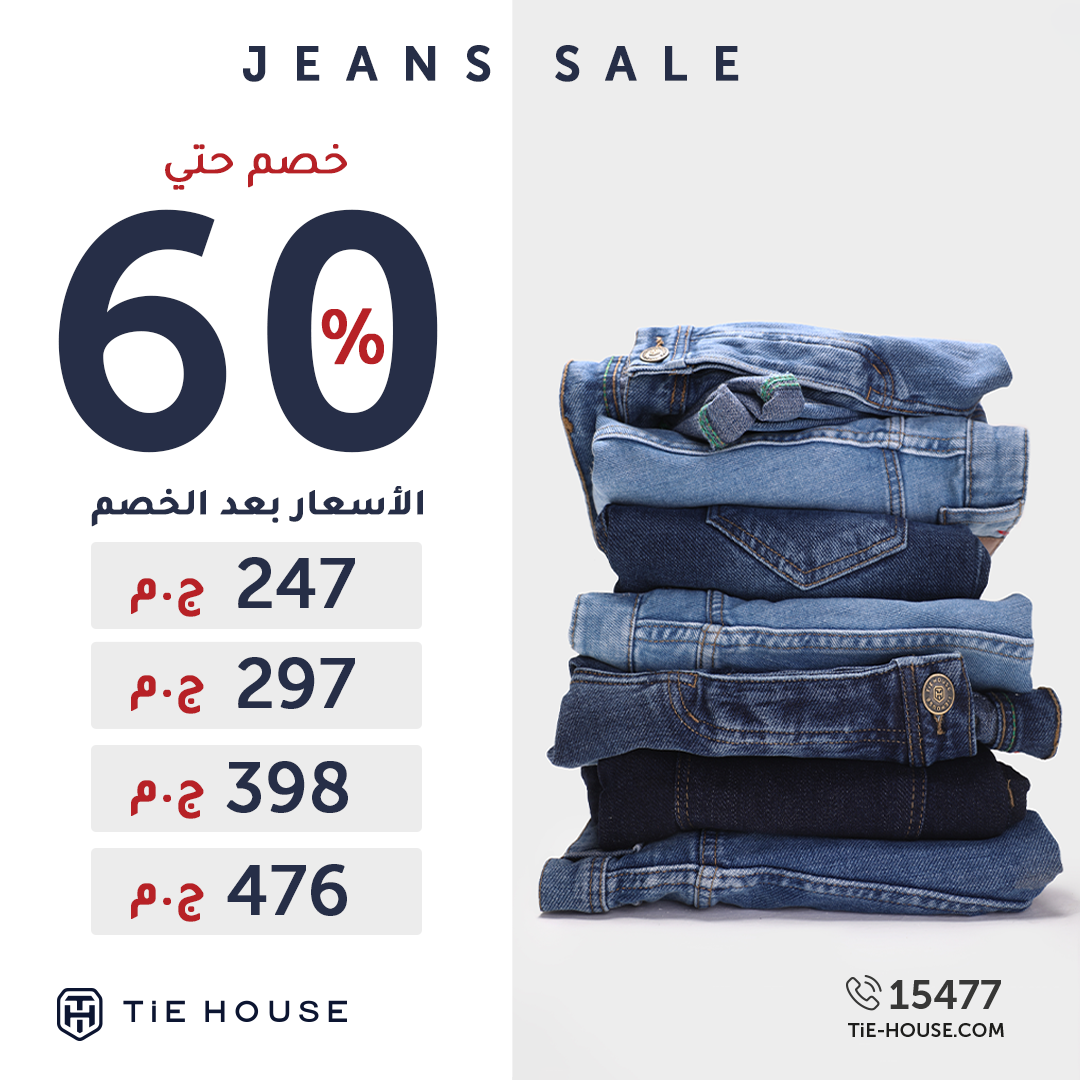 JEANS SALE
خصم حتي
60%
الأسعار بعد الخصم
247 ج.م
297 ج.م
398 ج.م
476 ج.م
TiE HOUSE
15477
TiE-HOUSE.COM